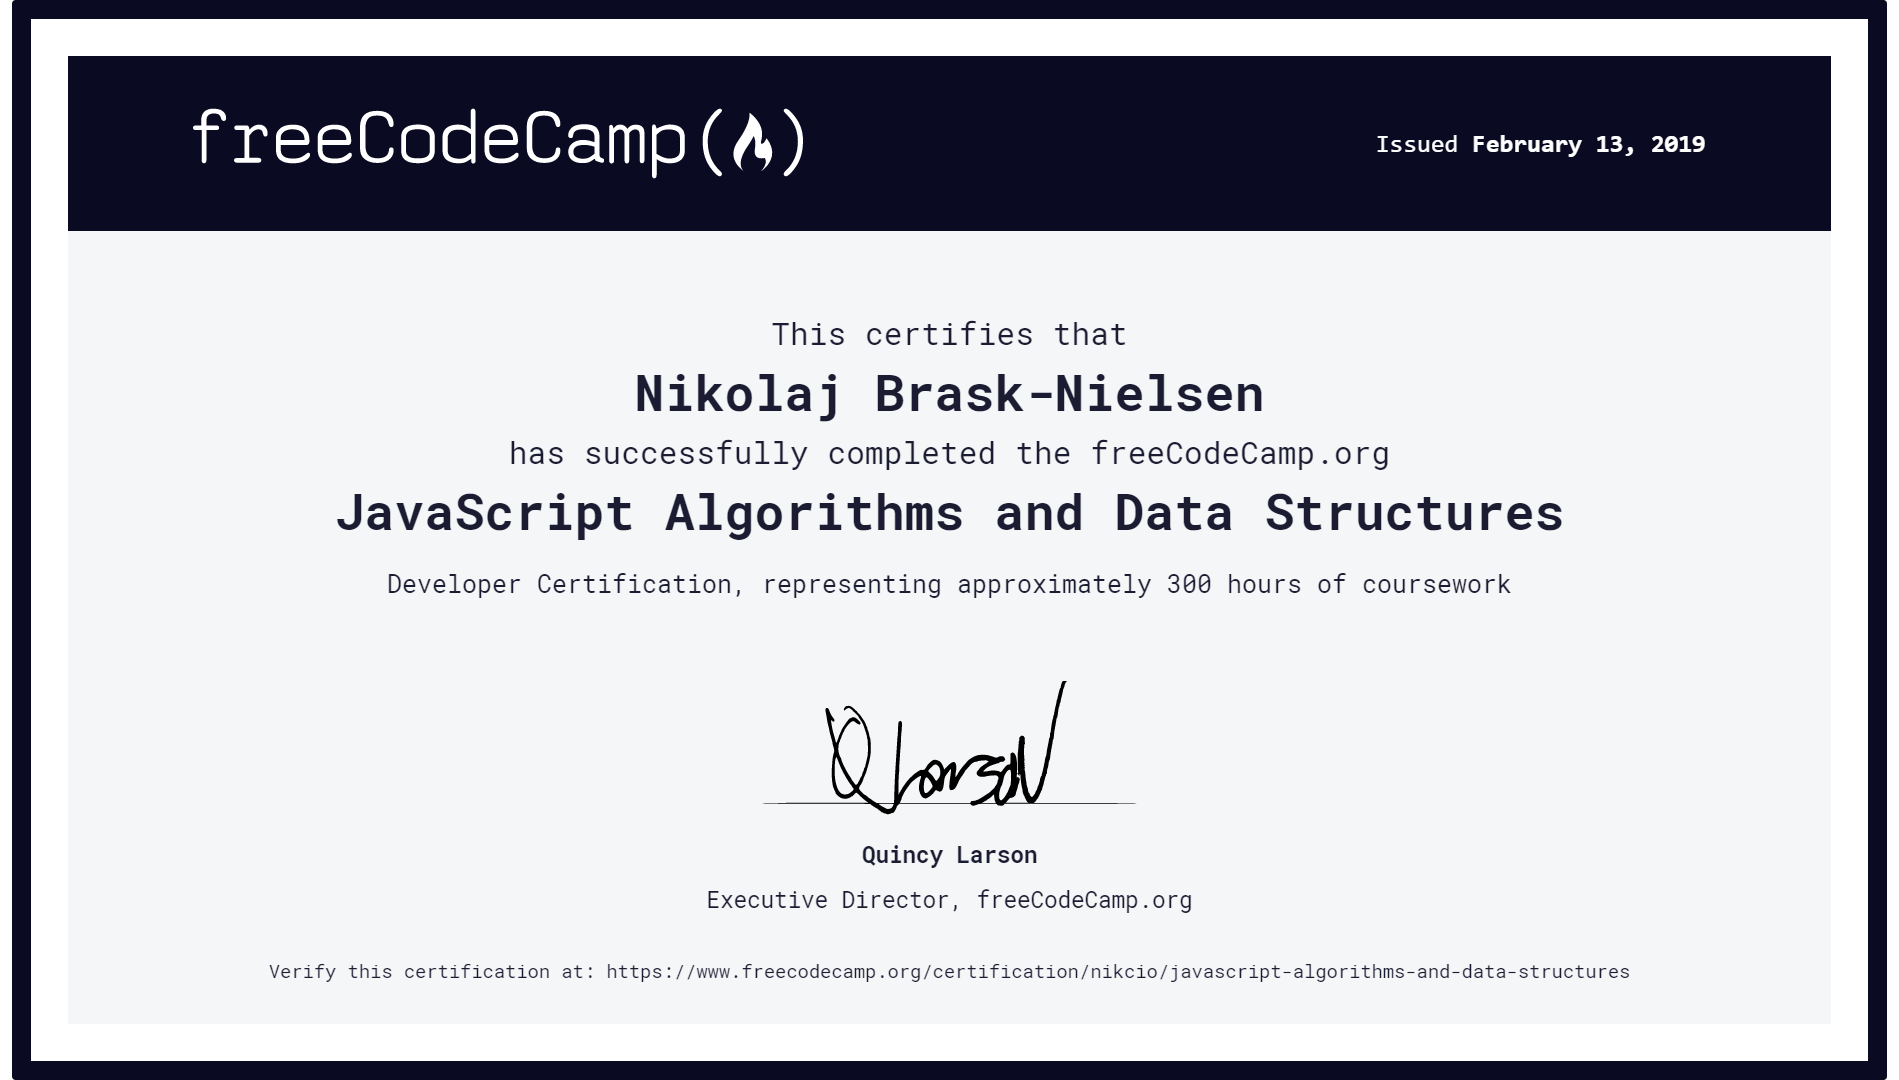 freeCodeCamp(🔥)
Issued February 13, 2019
This certifies that
Nikolaj Brask-Nielsen
has successfully completed the freeCodeCamp.org
JavaScript Algorithms and Data Structures
Developer Certification, representing approximately 300 hours of coursework
Q Larson
Quincy Larson
Executive Director, freeCodeCamp.org
Verify this certification at: https://www.freecodecamp.org/certification/nikcio/javascript-algorithms-and-data-structures